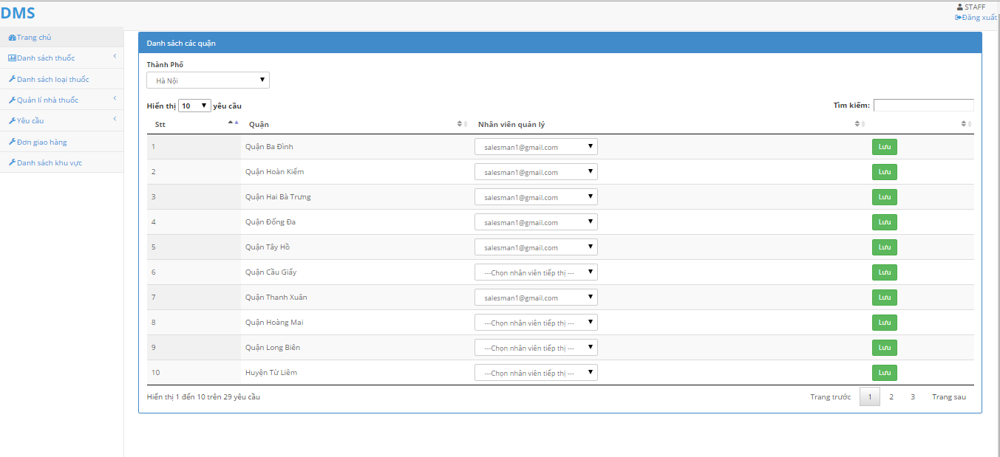 DMS
STAFF
Đăng xuất
Trang chủ
Danh sách thuốc
Danh sách loại thuốc
Quản lí nhà thuốc
Yêu cầu
Đơn giao hàng
Danh sách khu vực
Danh sách các quận
Thành Phố
Hà Nội
Hiển thị 10 yêu cầu
Tìm kiếm:
Stt Quận Nhân viên quản lý
1 Quận Ba Đình salesman1@gmail.com Lưu
2 Quận Hoàn Kiếm salesman1@gmail.com Lưu
3 Quận Hai Bà Trưng salesman1@gmail.com Lưu
4 Quận Đống Đa salesman1@gmail.com Lưu
5 Quận Tây Hồ salesman1@gmail.com Lưu
6 Quận Cầu Giấy ---Chọn nhân viên tiếp thị --- Lưu
7 Quận Thanh Xuân salesman1@gmail.com Lưu
8 Quận Hoàng Mai ---Chọn nhân viên tiếp thị --- Lưu
9 Quận Long Biên ---Chọn nhân viên tiếp thị --- Lưu
10 Huyện Từ Liêm ---Chọn nhân viên tiếp thị --- Lưu
Hiển thị 1 đến 10 trên 29 yêu cầu
Trang trước 1 2 3 Trang sau